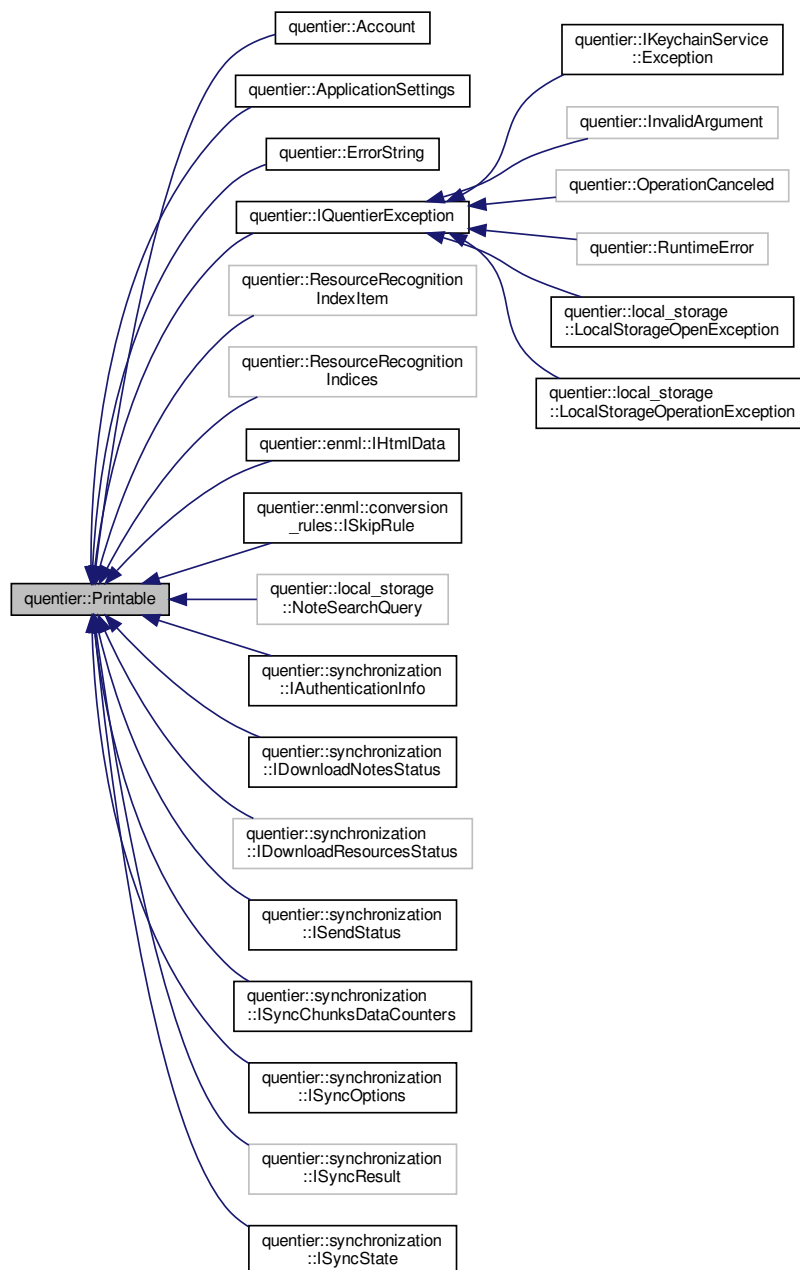 quentier::Account
quentier::ApplicationSettings
quentier::ErrorString
quentier::IQuentierException
quentier::ResourceRecognition
IndexItem
quentier::ResourceRecognition
Indices
quentier::enml::IHtmlData
quentier::enml::conversion
_rules::ISkipRule
quentier::Printable
quentier::local_storage
::NoteSearchQuery
quentier::synchronization
::IAuthenticationInfo
quentier::synchronization
::IDownloadNotesStatus
quentier::synchronization
::IDownloadResourcesStatus
quentier::synchronization
::ISendStatus
quentier::synchronization
::ISyncChunksDataCounters
quentier::synchronization
::ISyncOptions
quentier::synchronization
::ISyncResult
quentier::synchronization
::ISyncState
quentier::IKeychainService
::Exception
quentier::InvalidArgument
quentier::OperationCanceled
quentier::RuntimeError
quentier::local_storage
::LocalStorageOpenException
quentier::local_storage
::LocalStorageOperationException